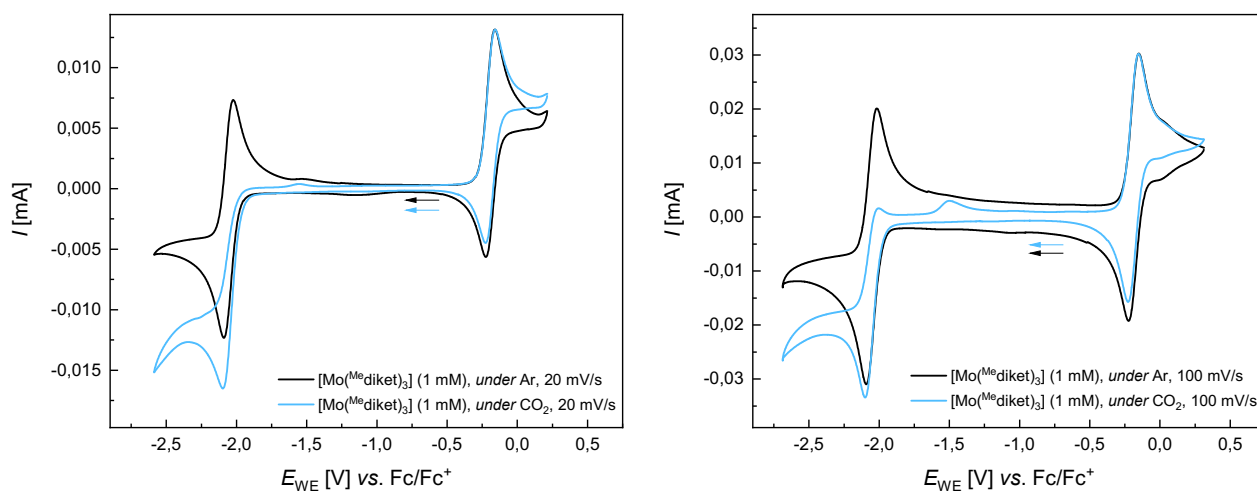 0,010
0,005
0,000
-0,005
-0,010
-0,015
I [mA]
-2,5 -2,0 -1,5 -1,0 -0,5 0,0 0,5
E_WE [V] vs. Fc/Fc⁺
[Mo(ᴹᵉdiket)₃] (1 mM), under Ar, 20 mV/s
[Mo(ᴹᵉdiket)₃] (1 mM), under CO₂, 20 mV/s
0,03
0,02
0,01
0,00
-0,01
-0,02
-0,03
I [mA]
-2,5 -2,0 -1,5 -1,0 -0,5 0,0 0,5
E_WE [V] vs. Fc/Fc⁺
[Mo(ᴹᵉdiket)₃] (1 mM), under Ar, 100 mV/s
[Mo(ᴹᵉdiket)₃] (1 mM), under CO₂, 100 mV/s